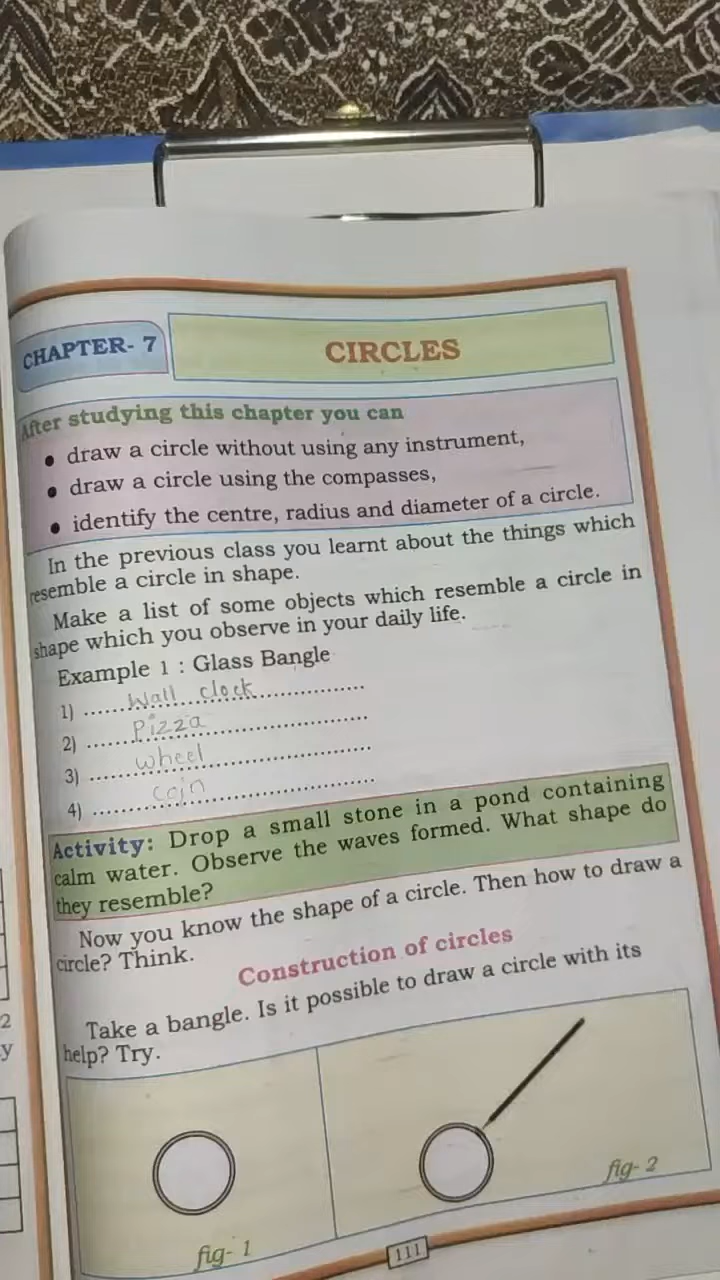 CHAPTER- 7
CIRCLES
After studying this chapter you can
• draw a circle without using any instrument,
• draw a circle using the compasses,
• identify the centre, radius and diameter of a circle.
In the previous class you learnt about the things which
resemble a circle in shape.
Make a list of some objects which resemble a circle in
shape which you observe in your daily life.
Example 1 : Glass Bangle
1) Wall clock
2) Pizza
3) wheel
4) coin
Activity: Drop a small stone in a pond containing
calm water. Observe the waves formed. What shape do
they resemble?
Now you know the shape of a circle. Then how to draw a
circle? Think.
Construction of circles
Take a bangle. Is it possible to draw a circle with its
help? Try.
fig- 1
fig- 2
111
2
y